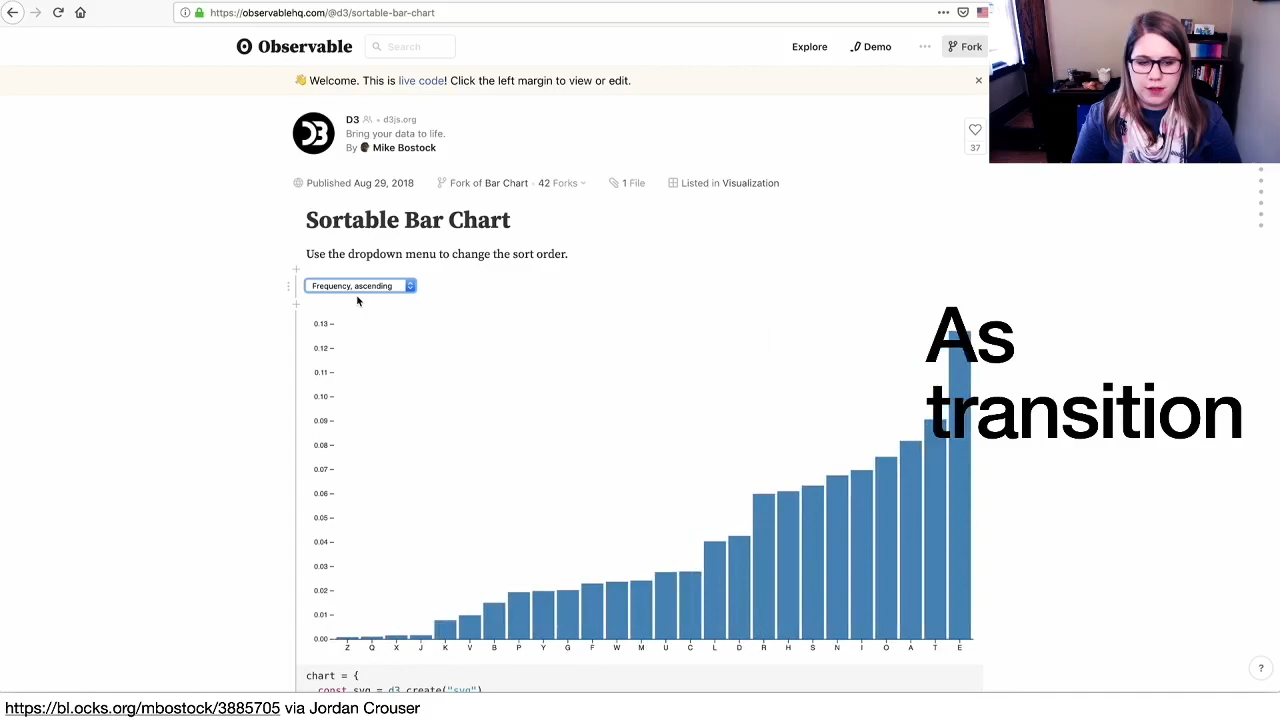 https://observablehq.com/@d3/sortable-bar-chart
Observable
Search
Explore
Demo
Fork
👋 Welcome. This is live code! Click the left margin to view or edit.
×
D3 • d3js.org
Bring your data to life.
By Mike Bostock
37
Published Aug 29, 2018
Fork of Bar Chart · 42 Forks
1 File
Listed in Visualization
Sortable Bar Chart
Use the dropdown menu to change the sort order.
Frequency, ascending
As
transition
0.13
0.12
0.11
0.10
0.09
0.08
0.07
0.06
0.05
0.04
0.03
0.02
0.01
0.00
Z Q X J K V B P Y G F W M U C L D R H S N I O A T E
chart = {
const svg = d3.create("svg")
?
https://bl.ocks.org/mbostock/3885705 via Jordan Crouser